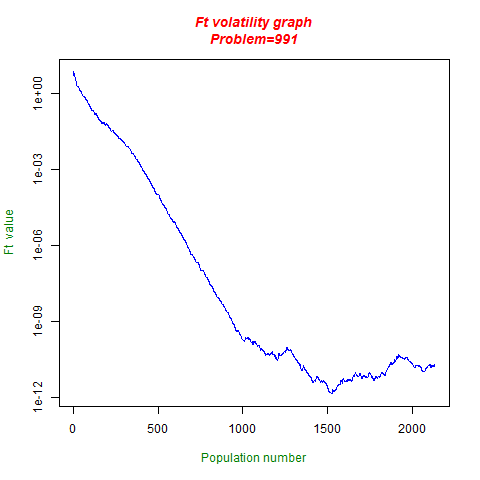 Ft volatility graph
Problem=991
1e+00
1e-03
1e-06
1e-09
1e-12
Ft value
0
500
1000
1500
2000
Population number